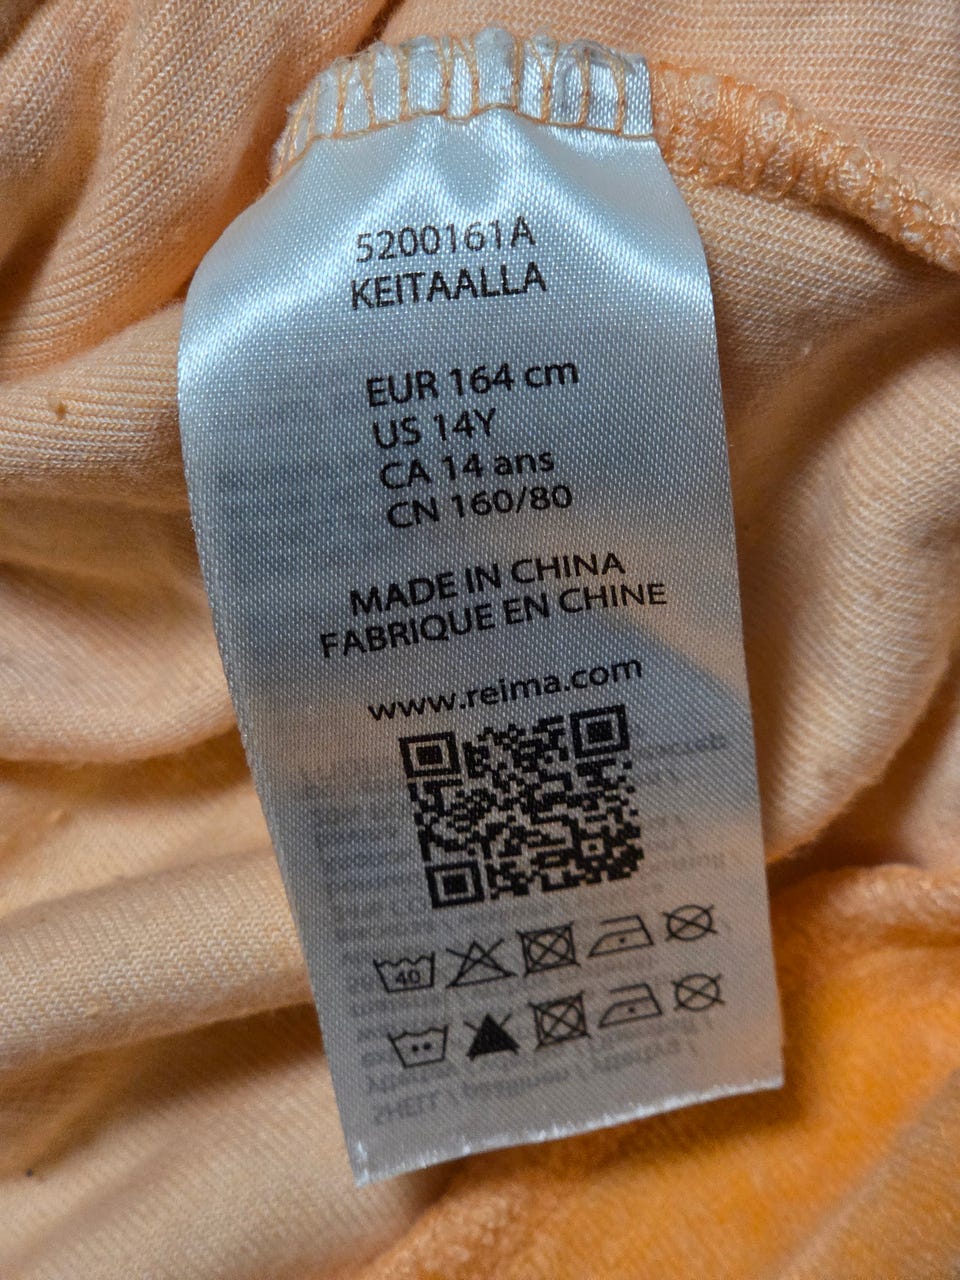 5200161A
KEITAALLA
EUR 164 cm
US 14Y
CA 14 ans
CN 160/80
MADE IN CHINA
FABRIQUE EN CHINE
www.reima.com
40